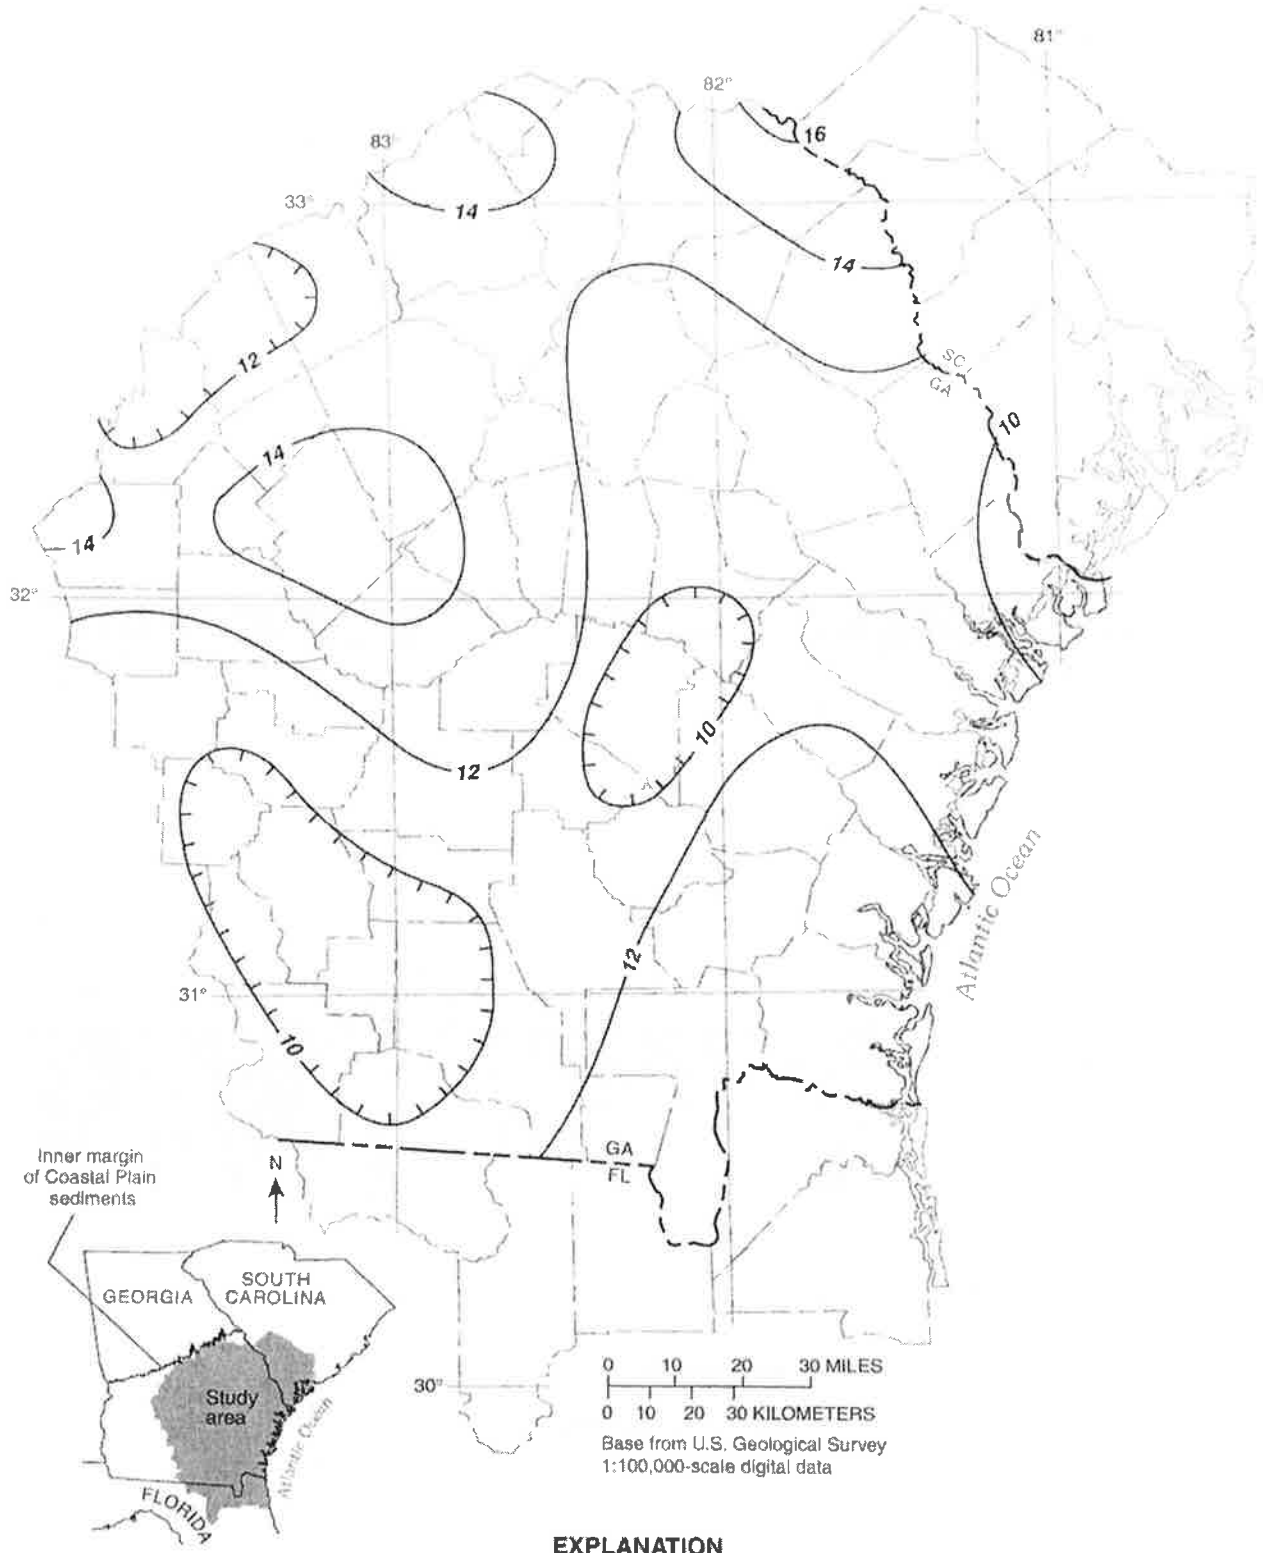 81°
82°
83°
16
33°
14
14
12
SC
GA
10
14
14
32°
10
12
12
Atlantic Ocean
31°
10
GA
FL
Inner margin
of Coastal Plain
sediments
N
SOUTH
CAROLINA
GEORGIA
Study
area
Atlantic Ocean
FLORIDA
0 10 20 30 MILES
0 10 20 30 KILOMETERS
30°
Base from U.S. Geological Survey
1:100,000-scale digital data
EXPLANATION